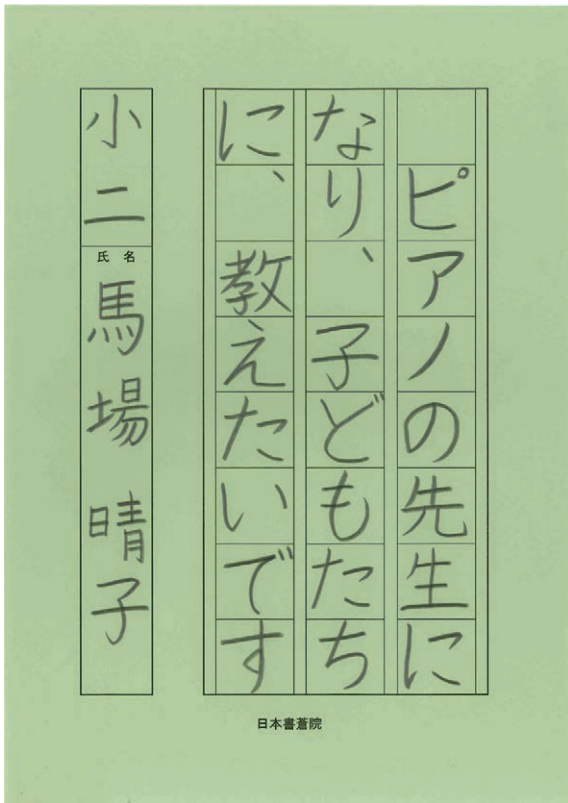 ピアノの先生に
なり、子どもたち
に、教えたいです
小二
氏名
馬場 晴子
日本書蒼院